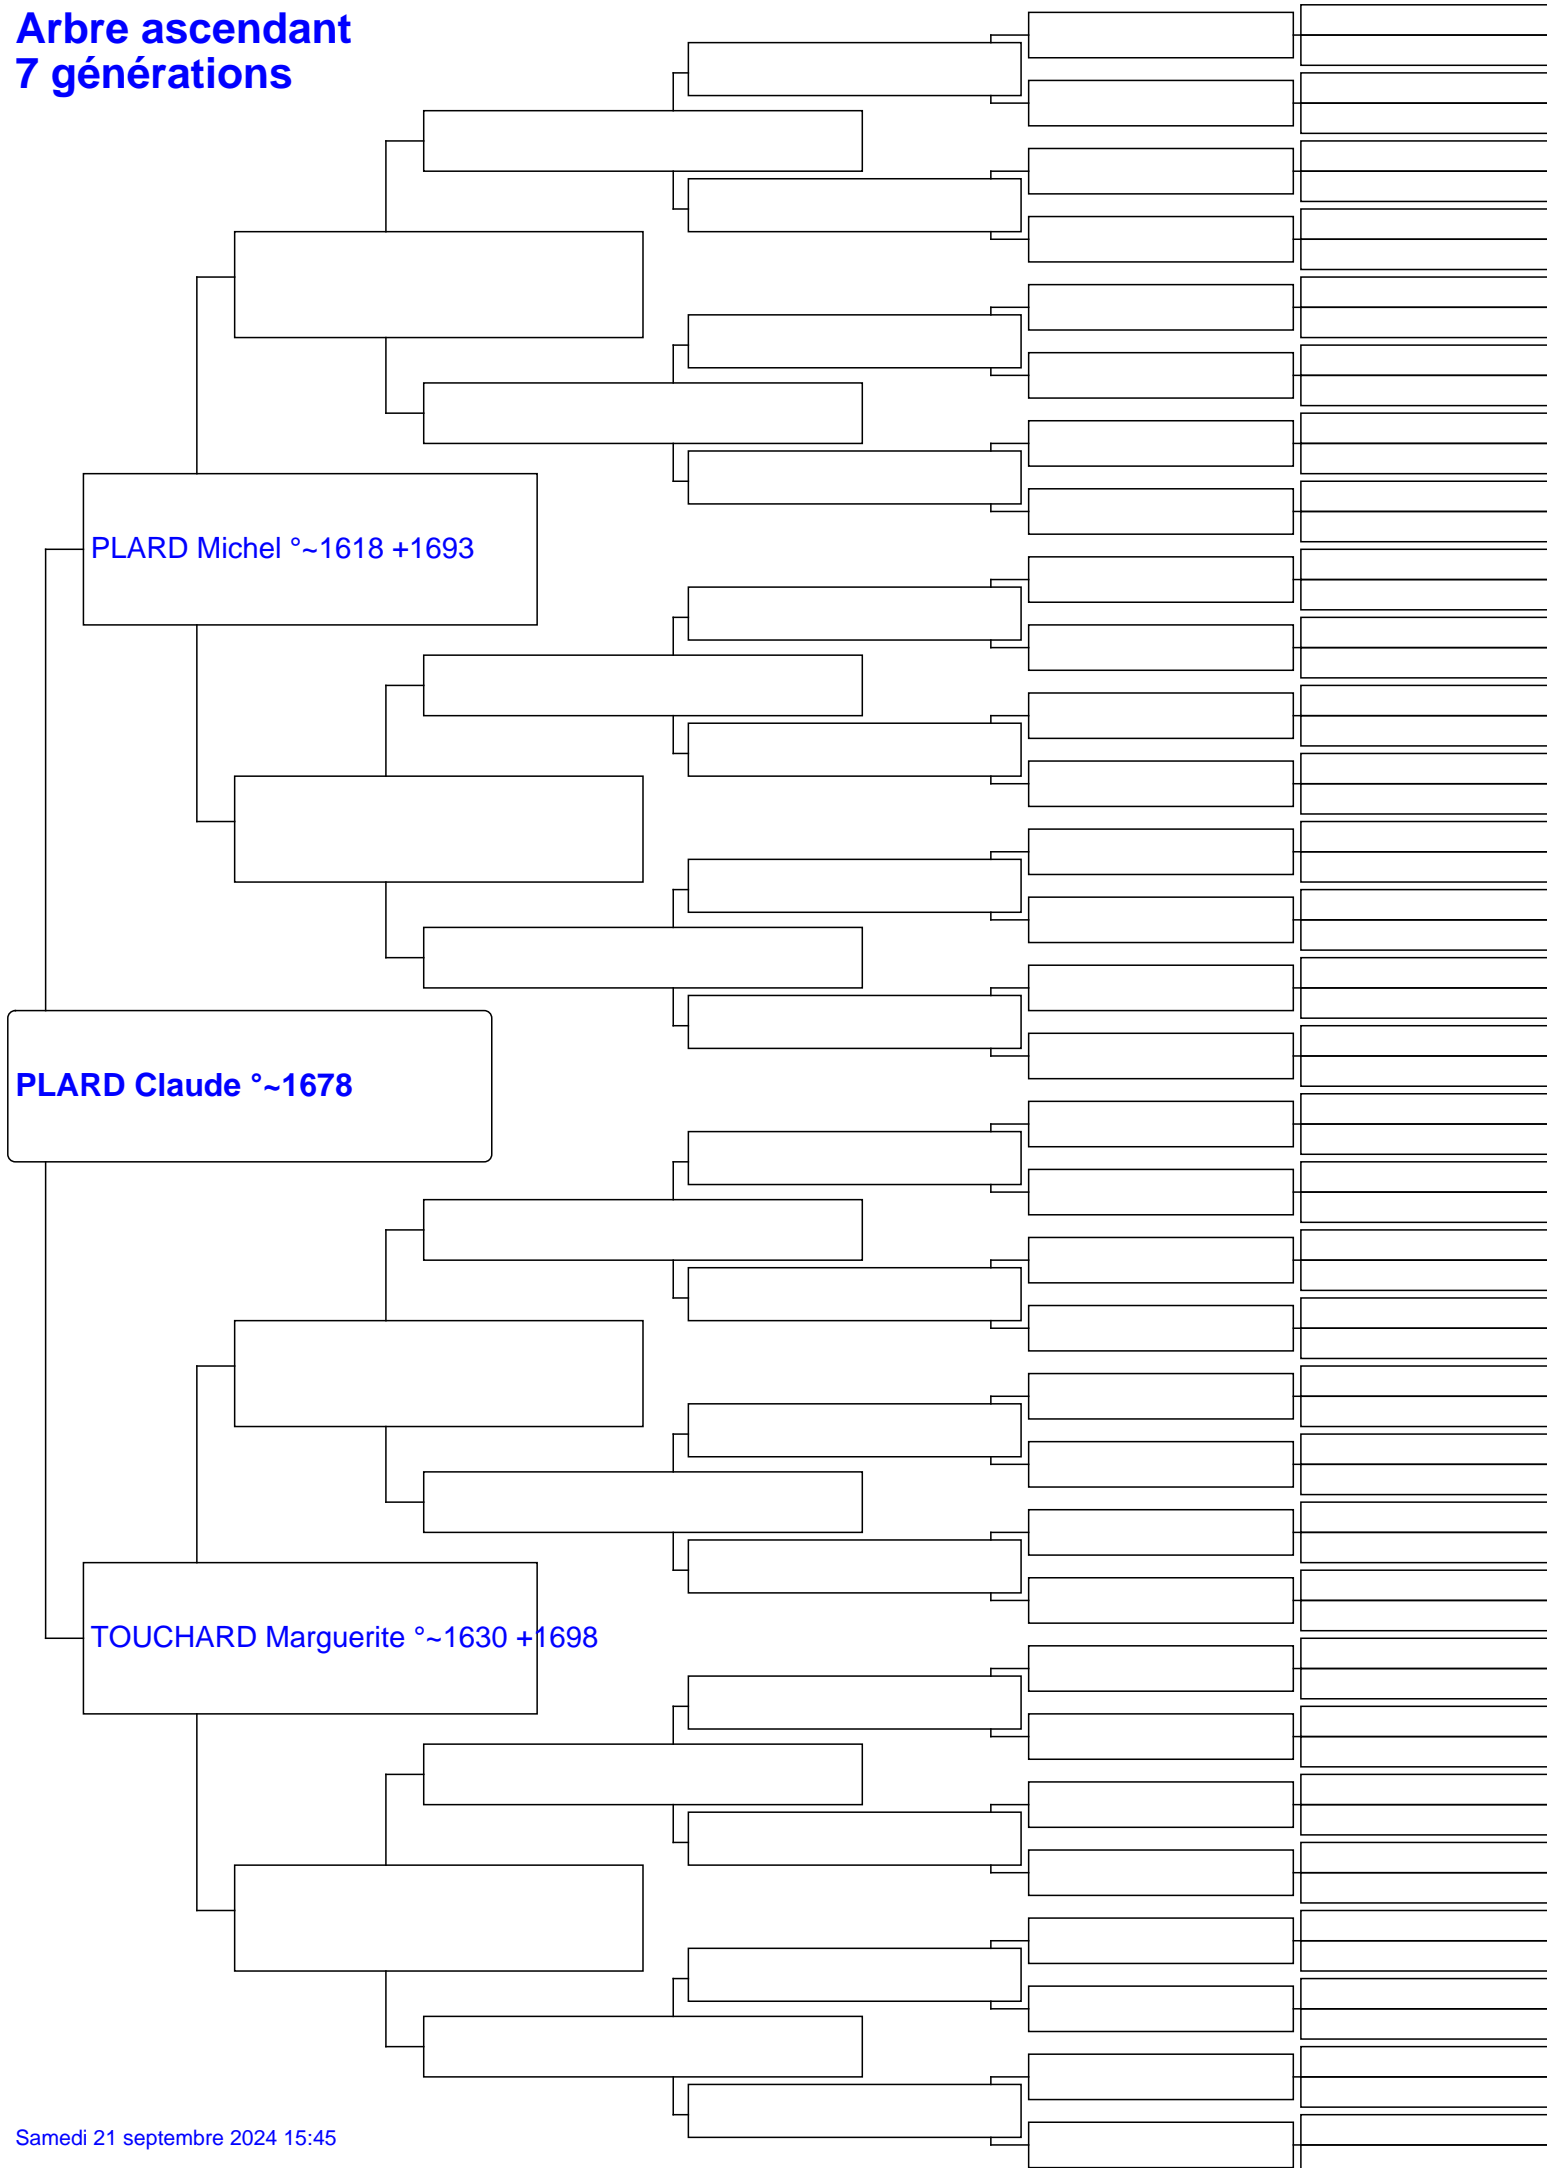 Arbre ascendant
7 générations
PLARD Michel °~1618 +1693
PLARD Claude °~1678
TOUCHARD Marguerite °~1630 +1698
Samedi 21 septembre 2024 15:45